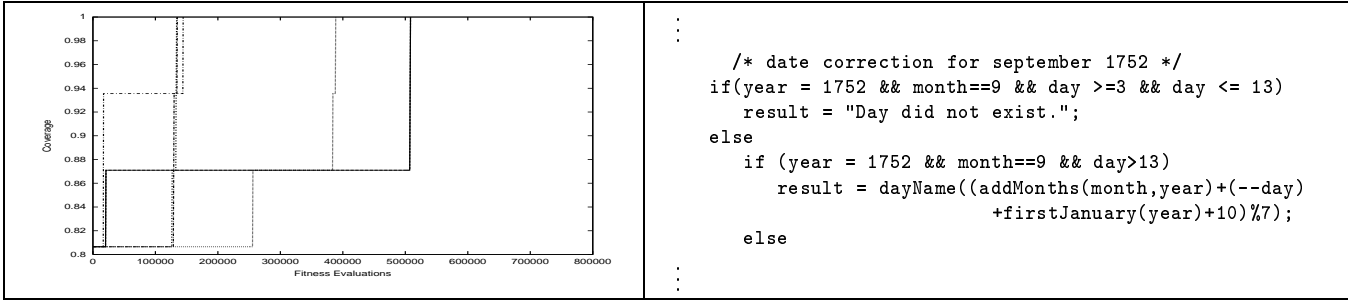 1
0.98
0.96
0.94
0.92
0.9
0.88
0.86
0.84
0.82
0.8
Coverage
0 100000 200000 300000 400000 500000 600000 700000 800000
Fitness Evaluations
/* date correction for september 1752 */
if(year = 1752 && month==9 && day >=3 && day <= 13)
result = "Day did not exist.";
else
if (year = 1752 && month==9 && day>13)
result = dayName((addMonths(month,year)+(--day)
+firstJanuary(year)+10)%7);
else